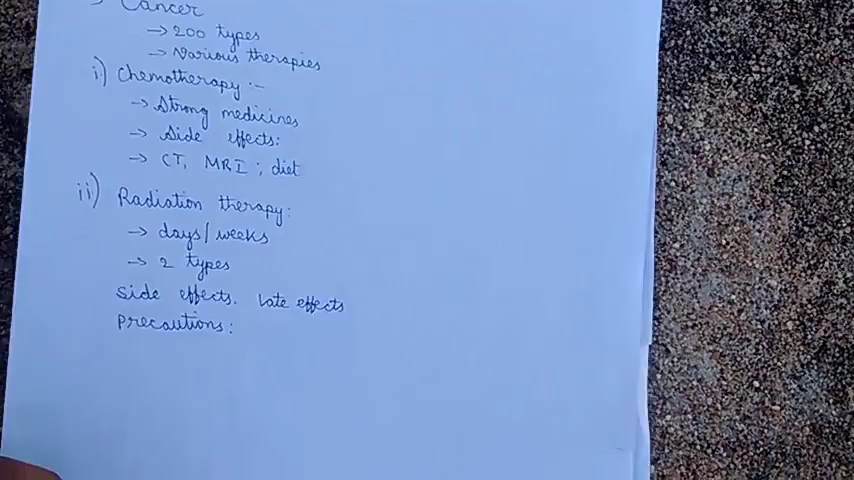 Cancer
→ 200 types
→ Various therapies
i) Chemotherapy :-
→ Strong medicines
→ Side effects:
→ CT, MRI ; diet
ii) Radiation therapy:
→ days/weeks
→ 2 types
side effects. Late effects
Precautions: